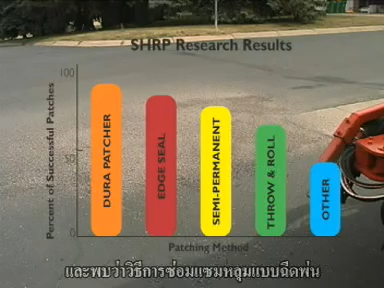 SHRP Research Results
100
50
0
Percent of Successful Patches
DURA PATCHER
EDGE SEAL
SEMI-PERMANENT
THROW & ROLL
OTHER
Patching Method
และพบว่าวิธีการซ่อมแซมหลุมแบบฉีดพ่น